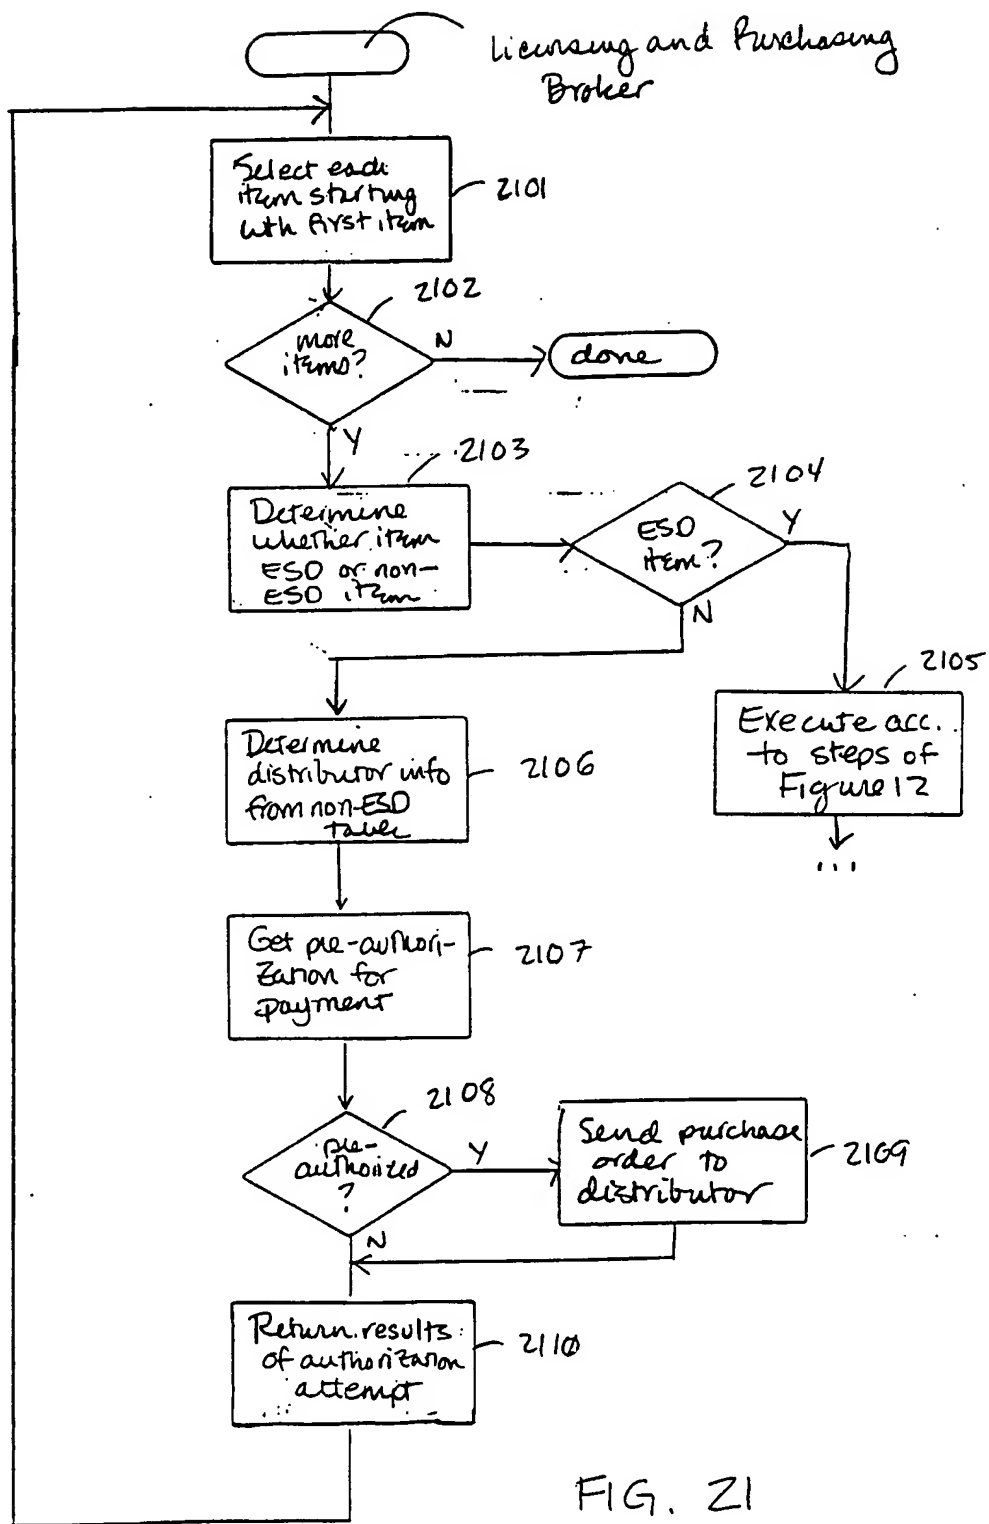 Licensing and Purchasing
Broker
Select each
item starting
with first item
2101
2102
more
items?
N
done
Y
2103
Determine
whether item
ESD or non-
ESD item
2104
ESD
item?
Y
N
2105
Execute acc.
to steps of
Figure 12
...
Determine
distributor info
from non-ESD
table
2106
Get pre-authori-
zation for
payment
2107
2108
pre-
authorized
?
Y
N
Send purchase
order to
distributor
2109
Return results
of authorization
attempt
2110
FIG. 21